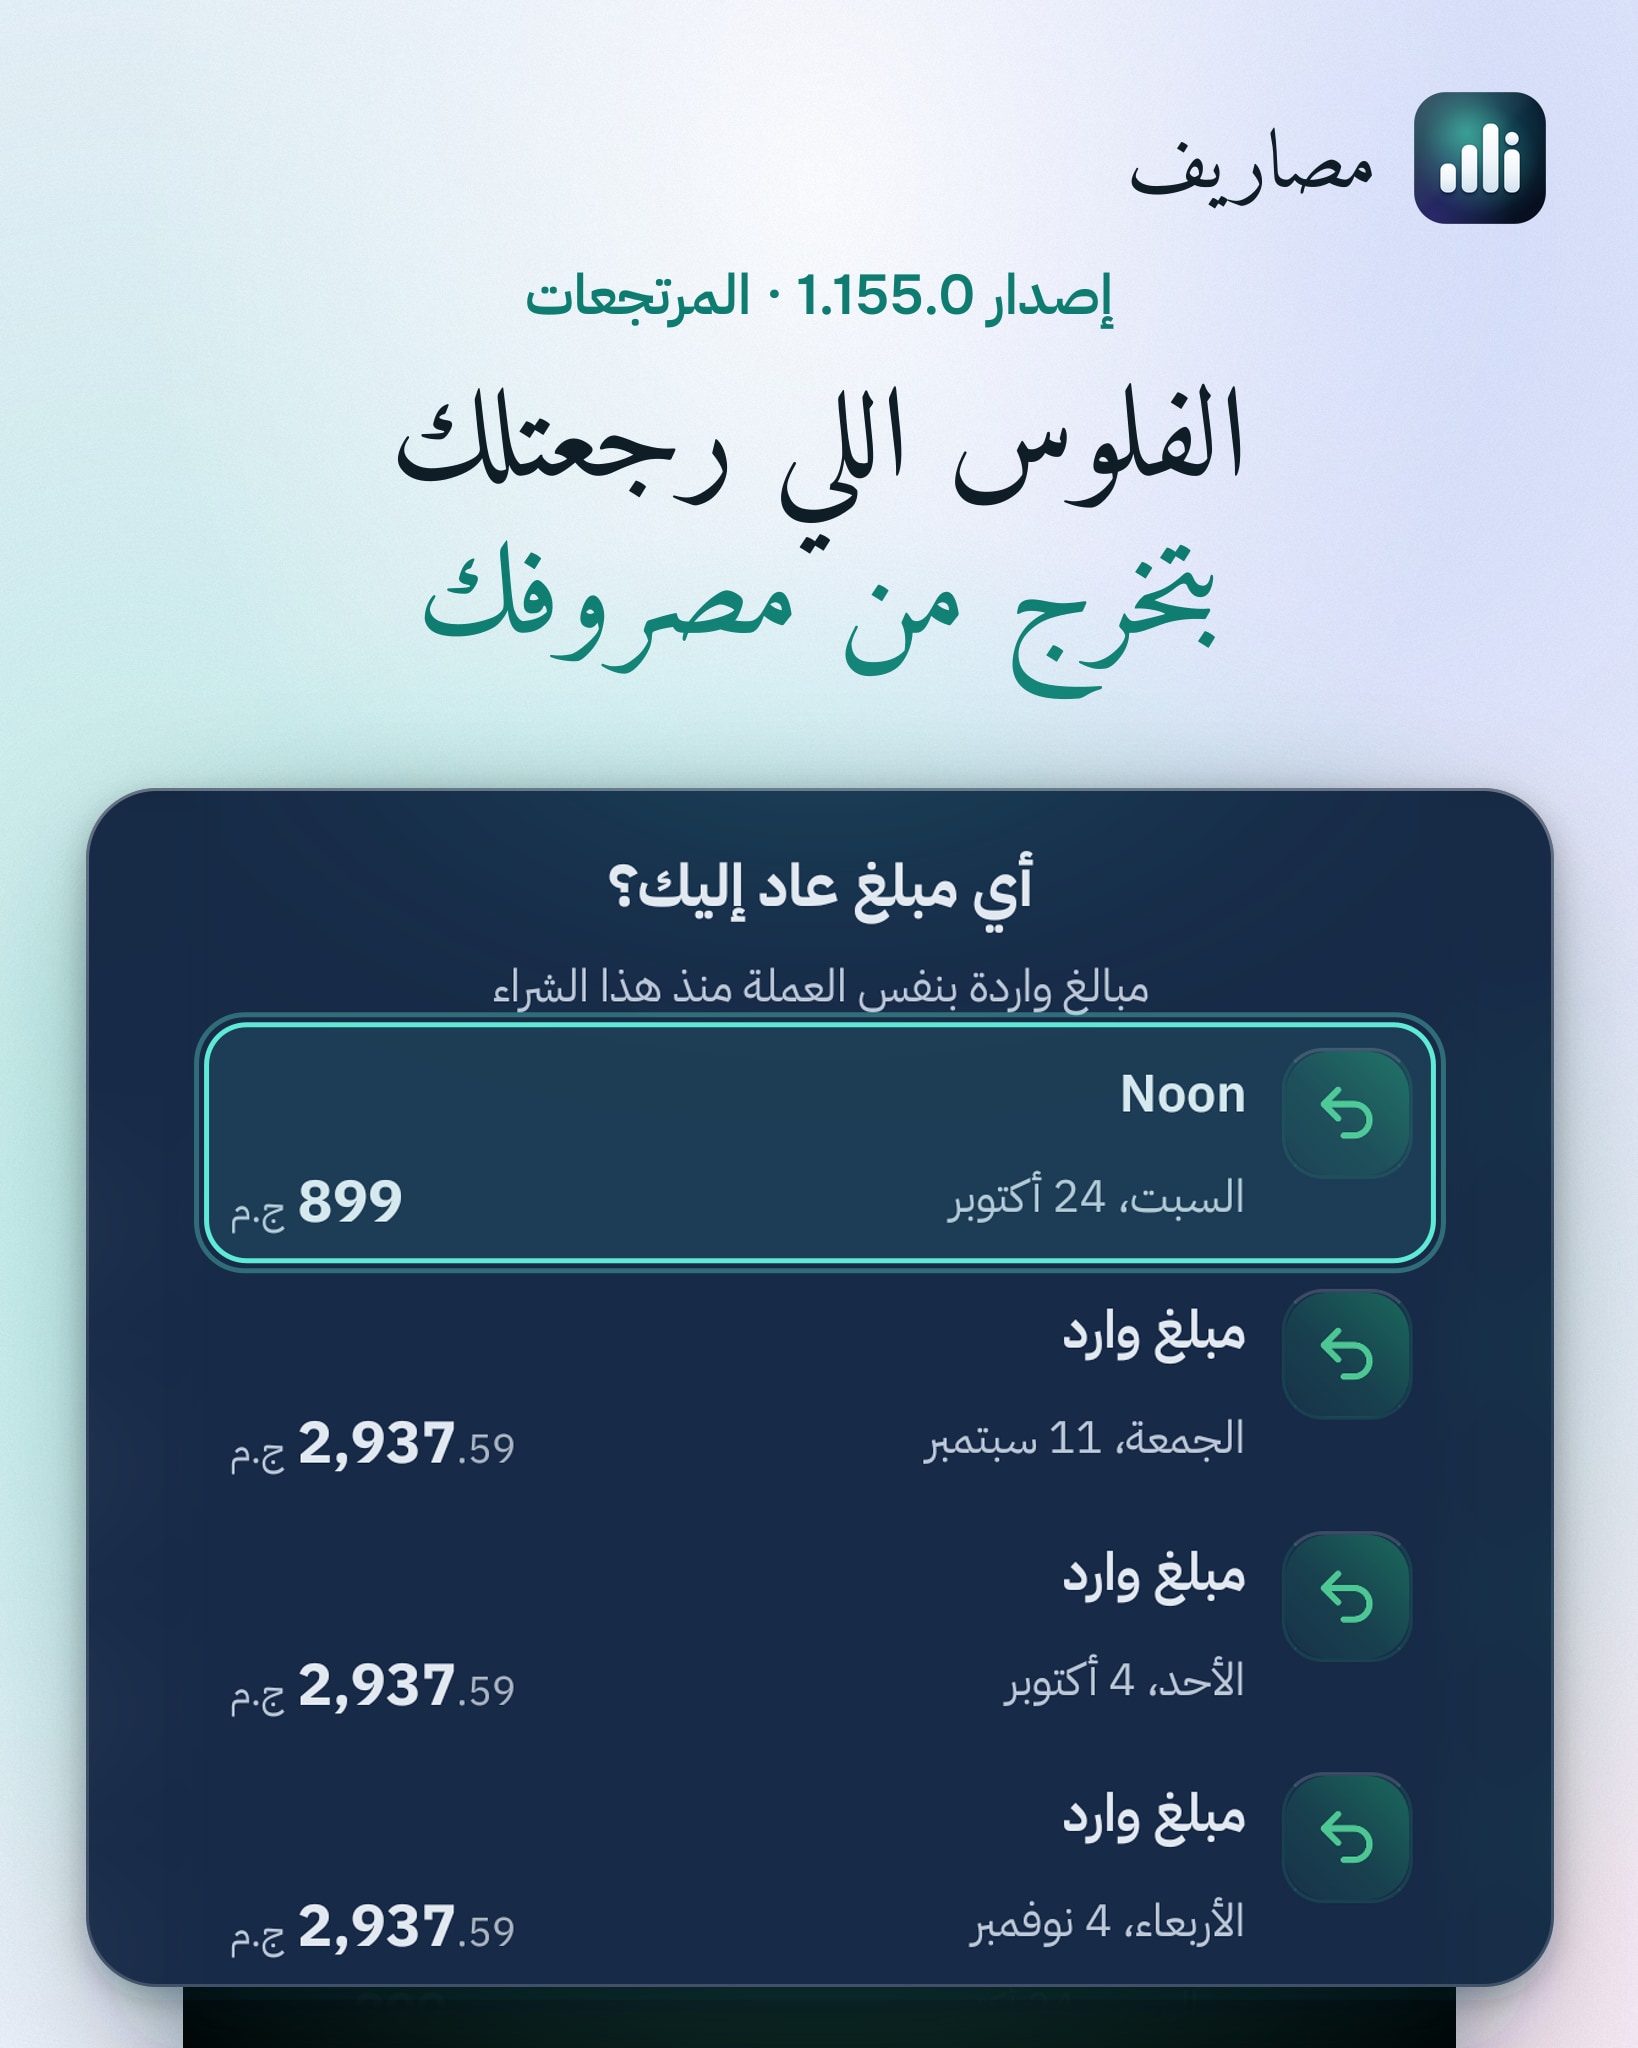 مصاريف
إصدار 1.155.0 · المرتجعات
الفلوس اللي رجعتلك
بتخرج من مصروفك
أي مبلغ عاد إليك؟
مبالغ واردة بنفس العملة منذ هذا الشراء
Noon
السبت، 24 أكتوبر
899 ج.م
مبلغ وارد
الجمعة، 11 سبتمبر
2,937.59 ج.م
مبلغ وارد
الأحد، 4 أكتوبر
2,937.59 ج.م
مبلغ وارد
الأربعاء، 4 نوفمبر
2,937.59 ج.م